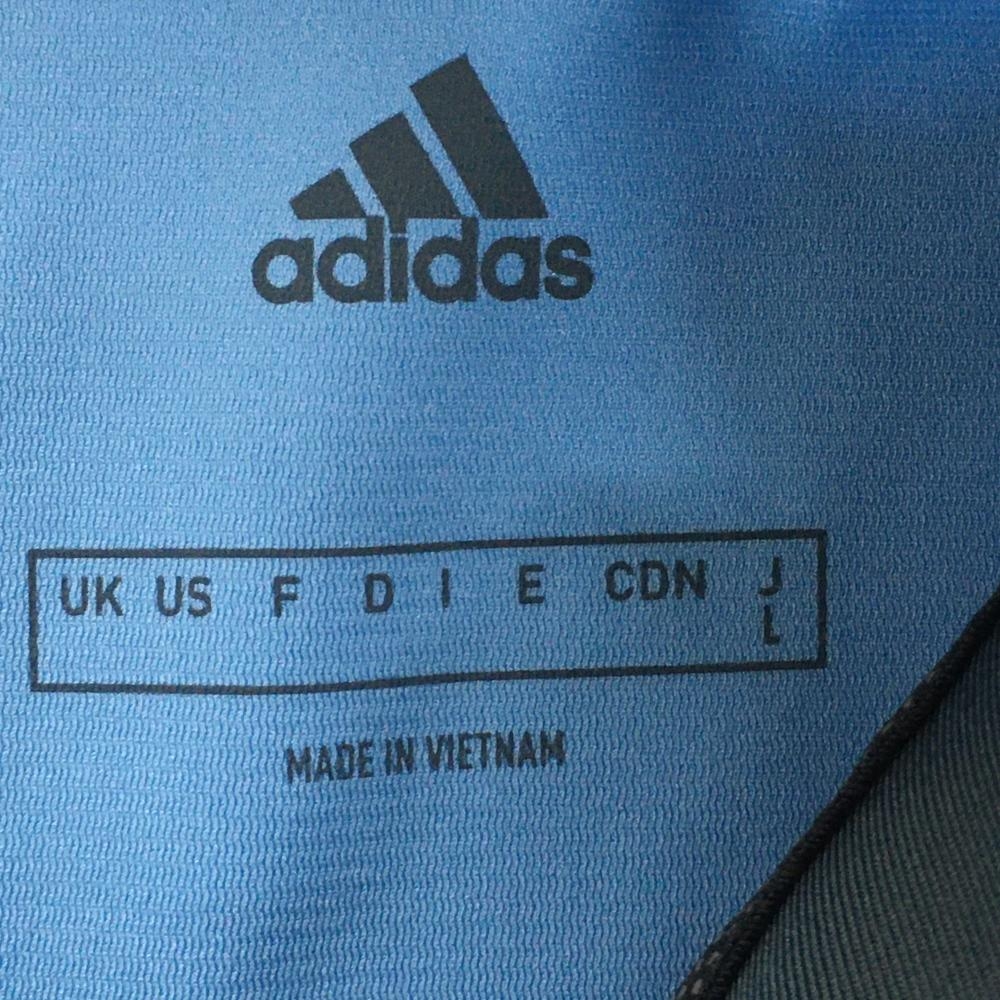 adidas
UK US F D I E CDN J
L
MADE IN VIETNAM